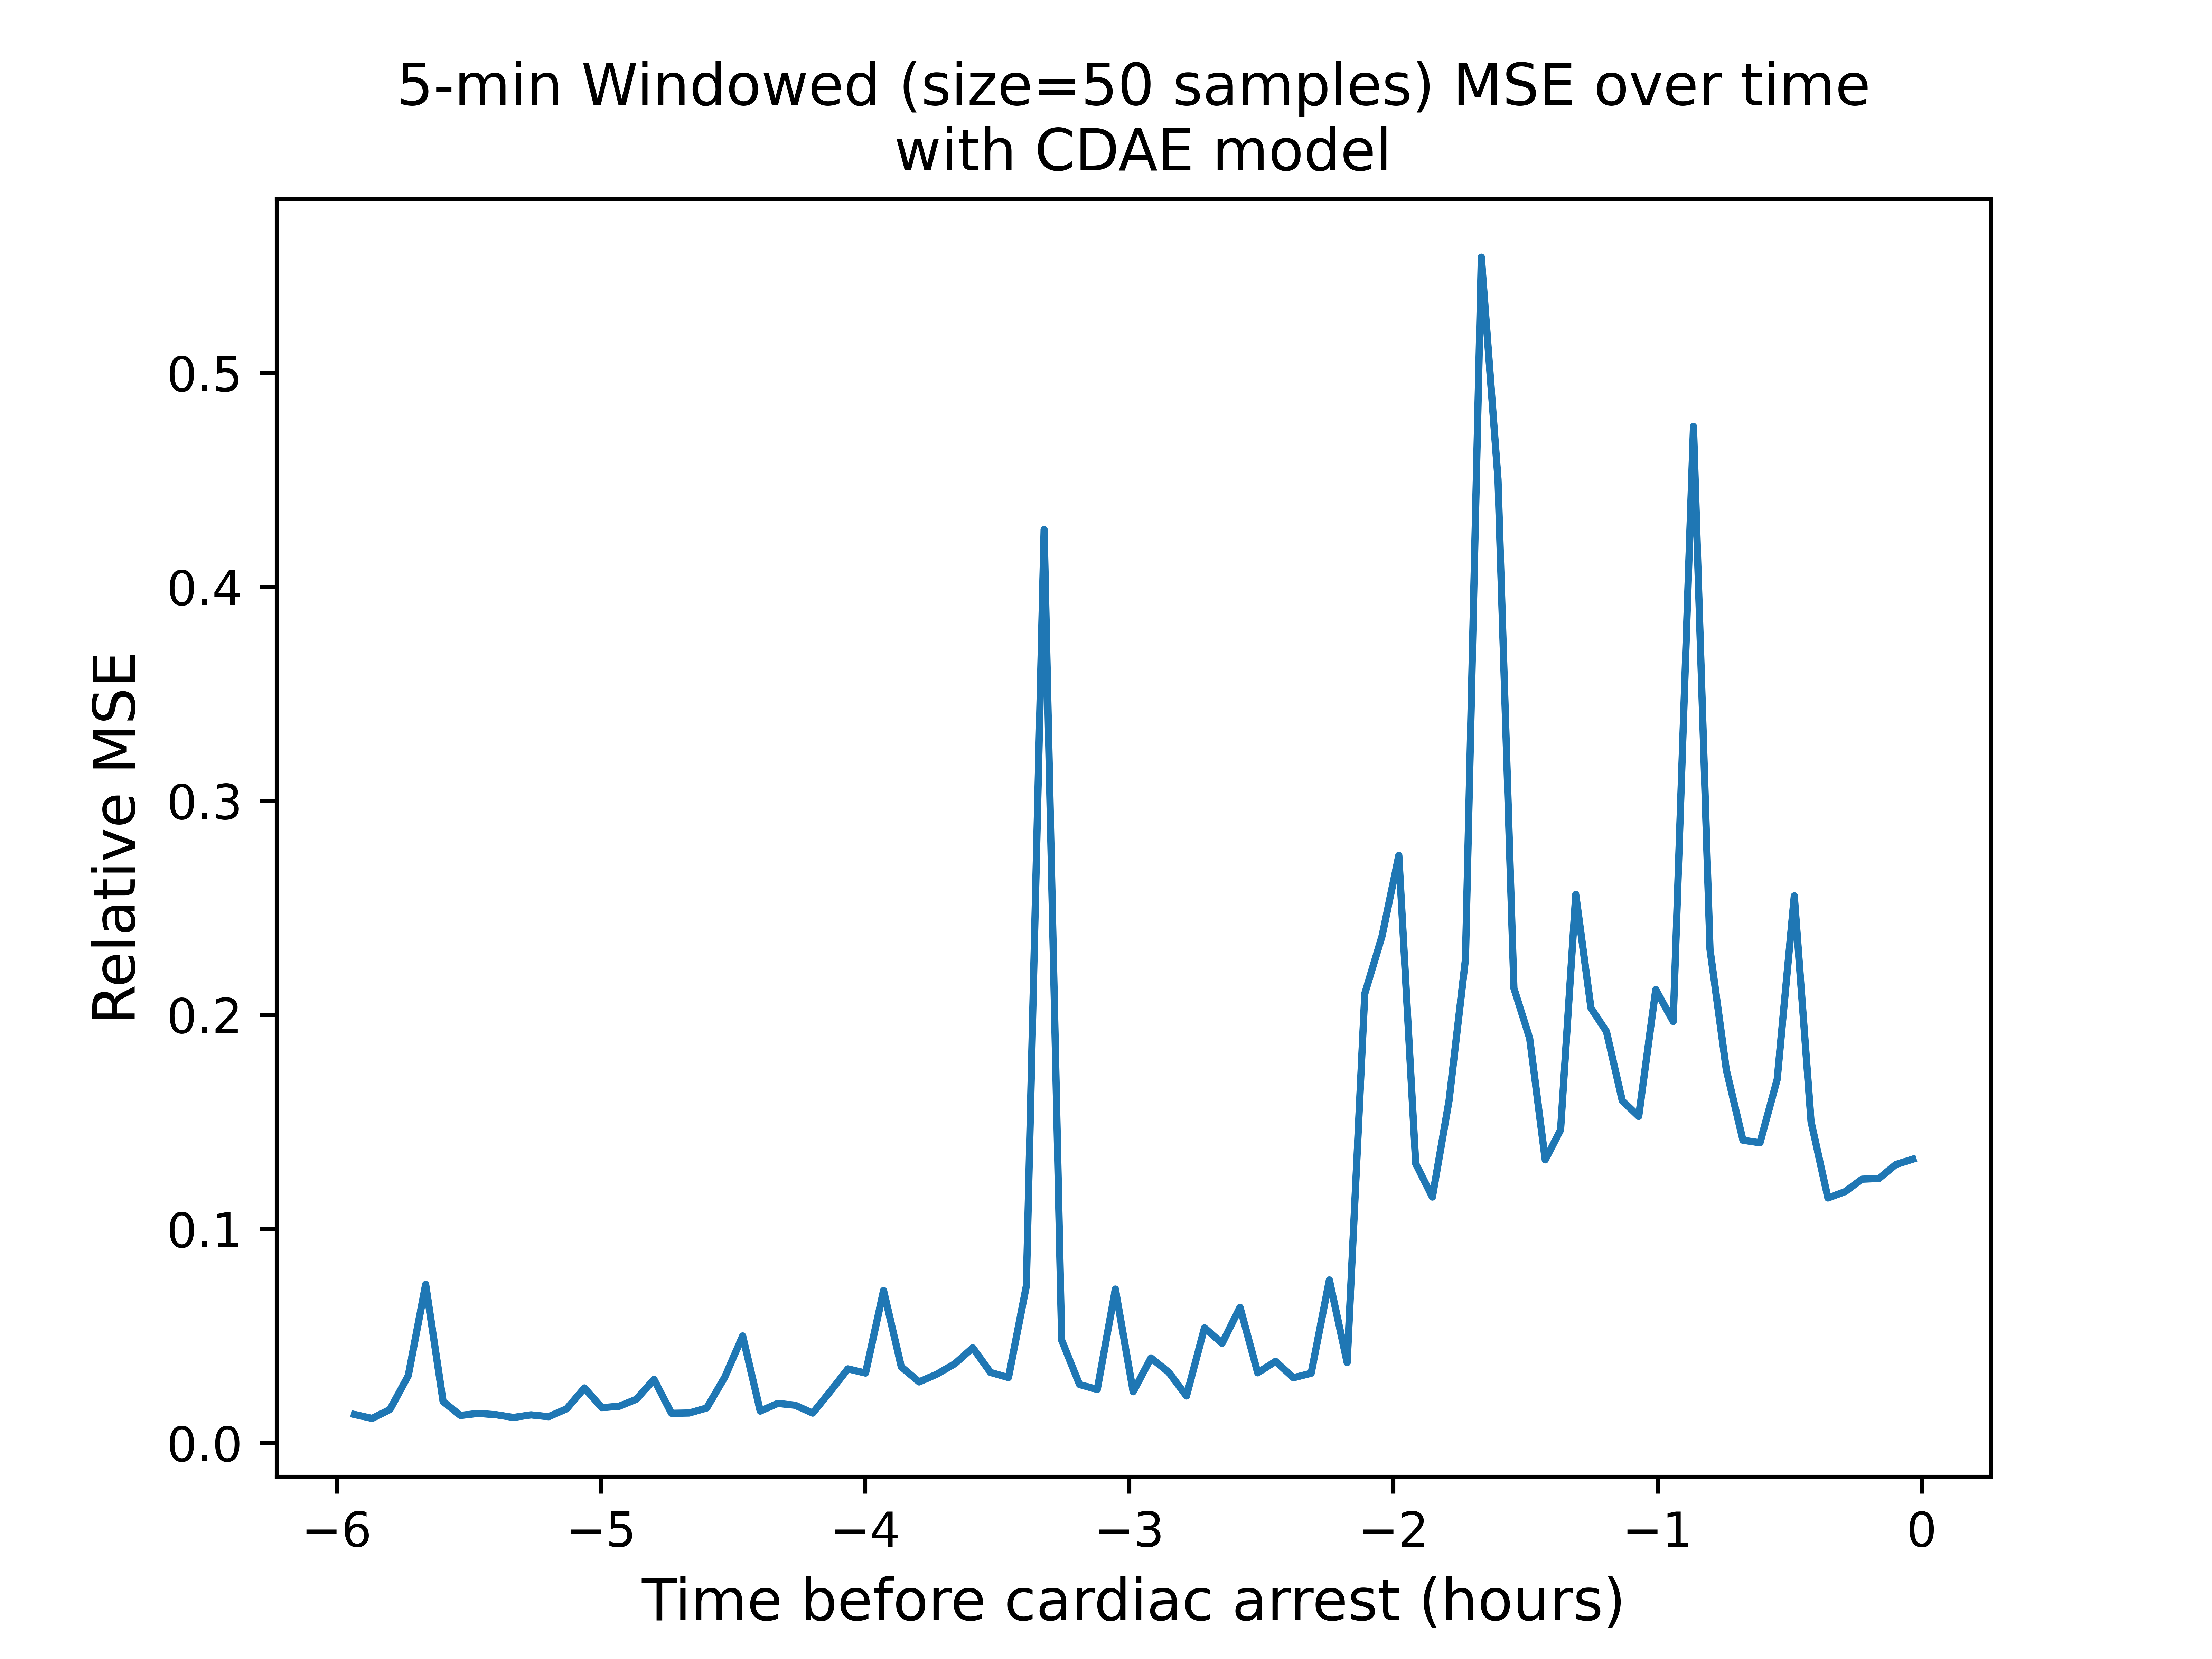 5-min Windowed (size=50 samples) MSE over time
with CDAE model
0.5
0.4
0.3
0.2
0.1
0.0
Relative MSE
−6 −5 −4 −3 −2 −1 0
Time before cardiac arrest (hours)